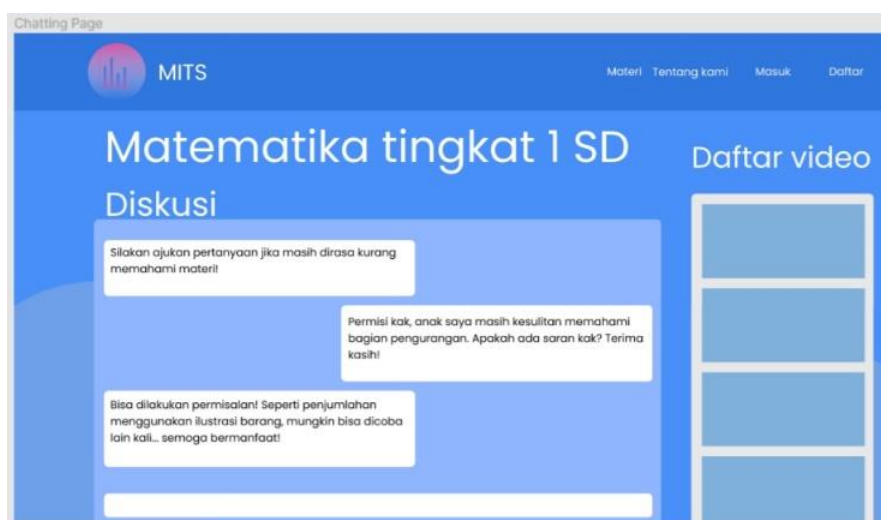 Chatting Page
MITS
Materi Tentang kami Masuk Daftar
Matematika tingkat 1 SD
Daftar video
Diskusi
Silakan ajukan pertanyaan jika masih dirasa kurang
memahami materi!
Permisi kak, anak saya masih kesulitan memahami
bagian pengurangan. Apakah ada saran kak? Terima
kasih!
Bisa dilakukan permisalan! Seperti penjumlahan
menggunakan ilustrasi barang, mungkin bisa dicoba
lain kali... semoga bermanfaat!